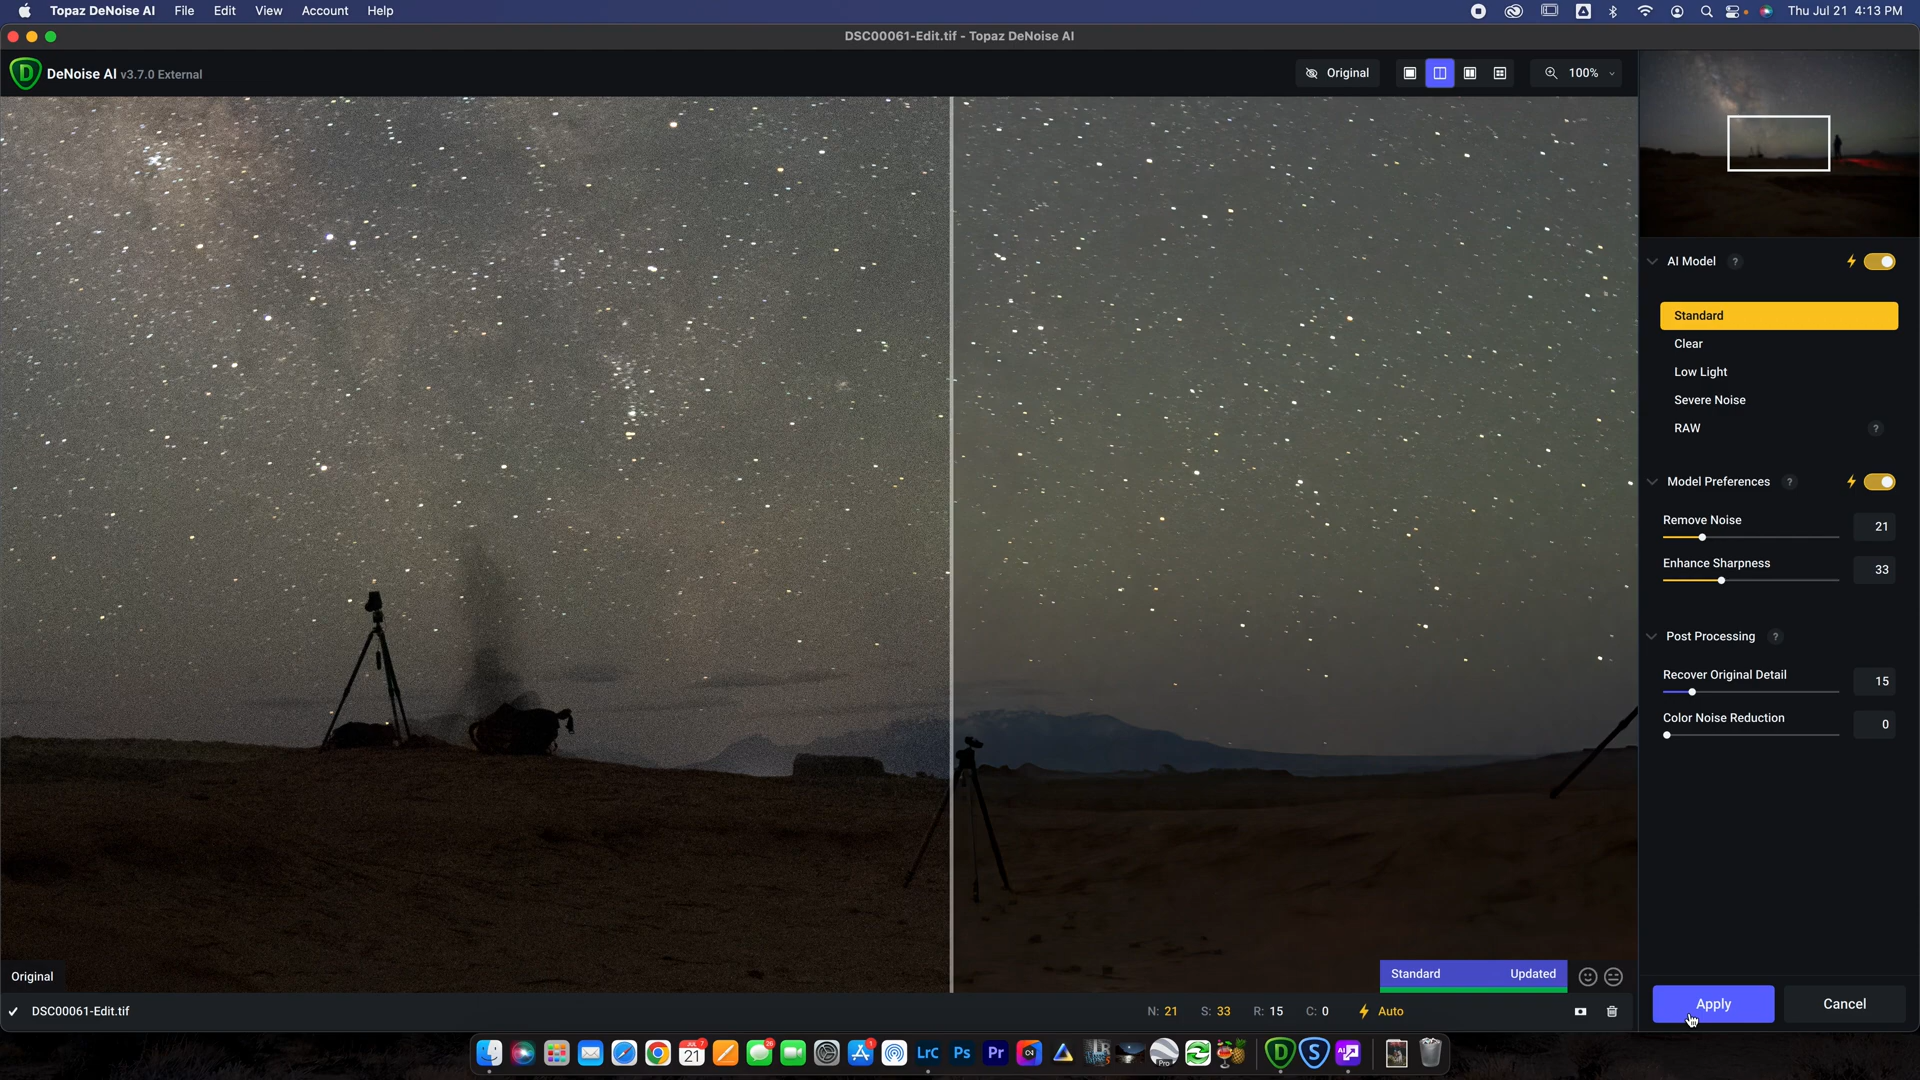 Topaz DeNoise AI File Edit View Account Help Thu Jul 21 4:13 PM
DSC00061-Edit.tif - Topaz DeNoise AI
DeNoise AI v3.7.0 External
Original
100%
AI Model ?
Standard
Clear
Low Light
Severe Noise
RAW ?
Model Preferences ?
Remove Noise 21
Enhance Sharpness 33
Post Processing ?
Recover Original Detail 15
Color Noise Reduction 0
Original
Standard Updated
DSC00061-Edit.tif
N: 21 S: 33 R: 15 C: 0 Auto
Apply
Cancel
LrC
Ps
Pr